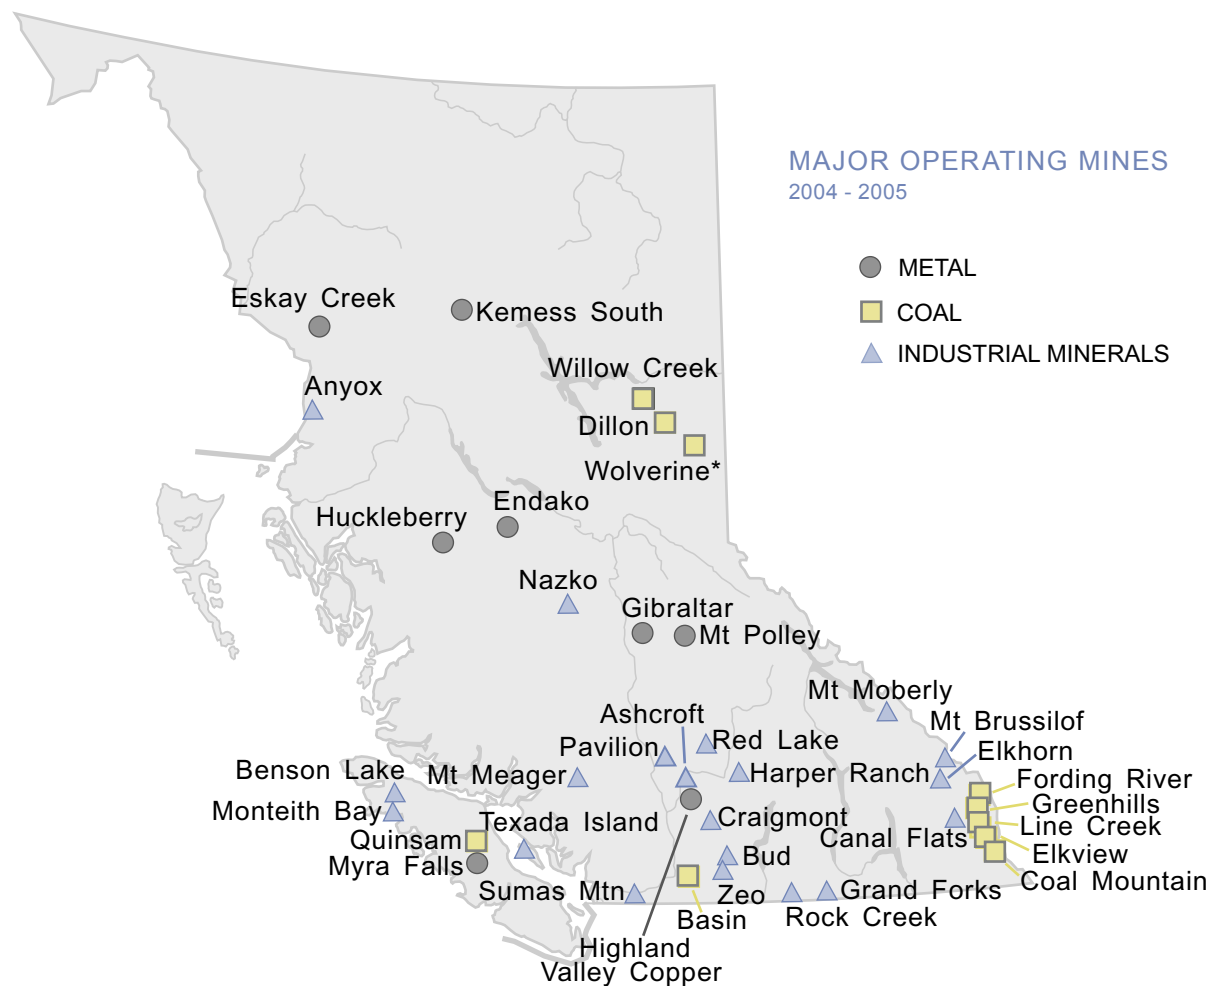 MAJOR OPERATING MINES
2004 - 2005
METAL
COAL
INDUSTRIAL MINERALS
Eskay Creek
Kemess South
Willow Creek
Anyox
Dillon
Wolverine*
Endako
Huckleberry
Nazko
Gibraltar
Mt Polley
Mt Moberly
Ashcroft
Mt Brussilof
Red Lake
Pavilion
Elkhorn
Benson Lake
Mt Meager
Harper Ranch
Fording River
Greenhills
Monteith Bay
Texada Island
Craigmont
Line Creek
Canal Flats
Quinsam
Elkview
Bud
Myra Falls
Coal Mountain
Sumas Mtn
Zeo
Grand Forks
Basin
Rock Creek
Highland
Valley Copper